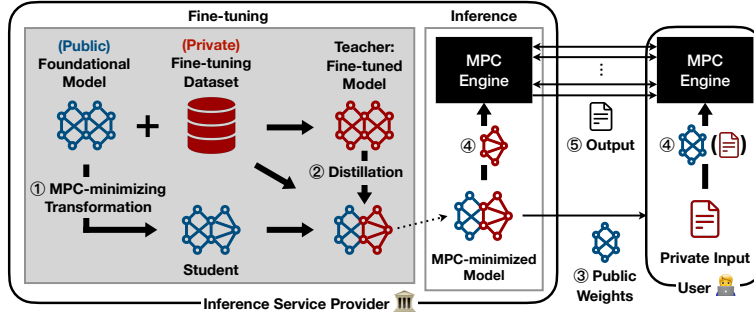 Fine-tuning
Inference
(Public)
Foundational
Model
(Private)
Fine-tuning
Dataset
Teacher:
Fine-tuned
Model
MPC
Engine
MPC
Engine
④
④
( )
⑤ Output
① MPC-minimizing
Transformation
② Distillation
Student
MPC-minimized
Model
③ Public
Weights
Private Input
User
Inference Service Provider